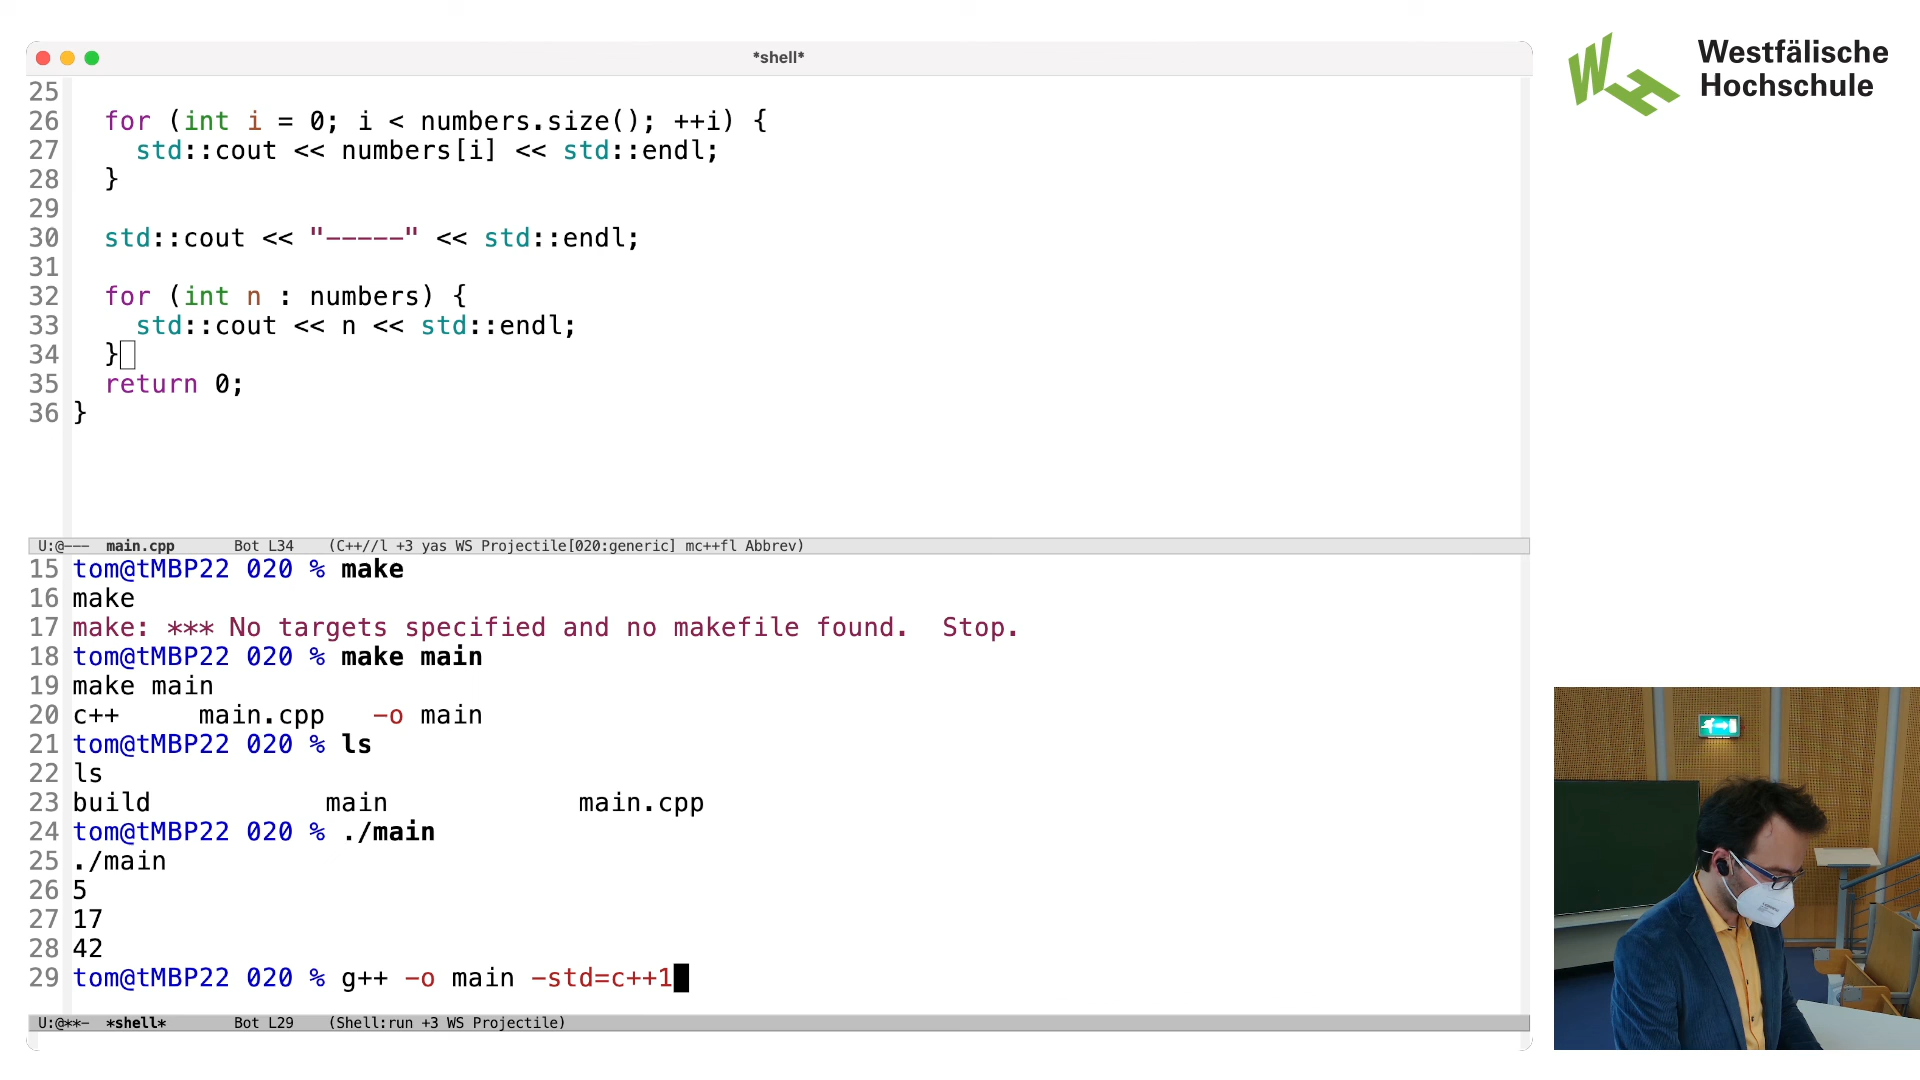 *shell*
Westfälische
Hochschule
25
26 for (int i = 0; i < numbers.size(); ++i) {
27 std::cout << numbers[i] << std::endl;
28 }
29
30 std::cout << "-----" << std::endl;
31
32 for (int n : numbers) {
33 std::cout << n << std::endl;
34 }
35 return 0;
36 }
U:@--- main.cpp Bot L34 (C++//l +3 yas WS Projectile[020:generic] mc++fl Abbrev)
15 tom@tMBP22 020 % make
16 make
17 make: *** No targets specified and no makefile found. Stop.
18 tom@tMBP22 020 % make main
19 make main
20 c++ main.cpp -o main
21 tom@tMBP22 020 % ls
22 ls
23 build main main.cpp
24 tom@tMBP22 020 % ./main
25 ./main
26 5
27 17
28 42
29 tom@tMBP22 020 % g++ -o main -std=c++1
U:@**- *shell* Bot L29 (Shell:run +3 WS Projectile)